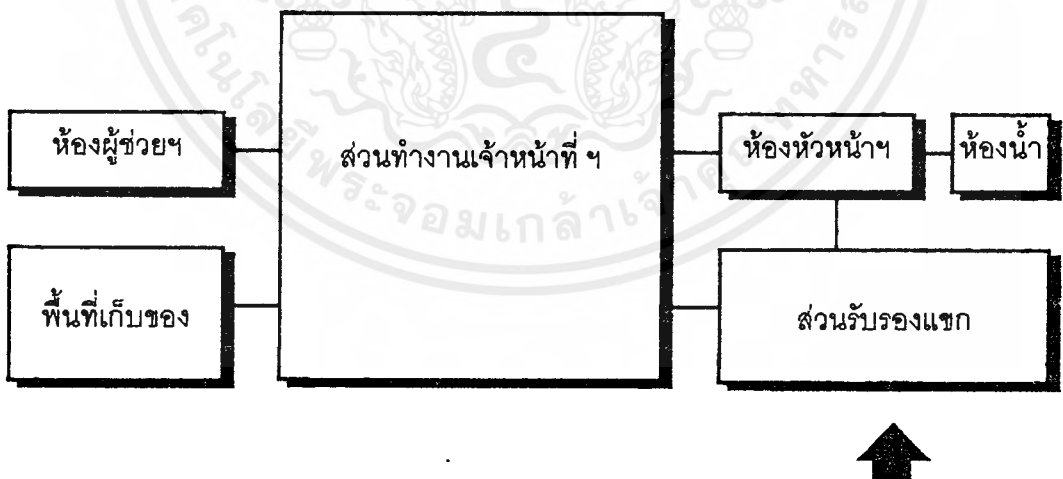 ห้องผู้ช่วยฯ
ส่วนทำงานเจ้าหน้าที่ ฯ
ห้องหัวหน้าฯ
ห้องน้ำ
พื้นที่เก็บของ
ส่วนรับรองแขก